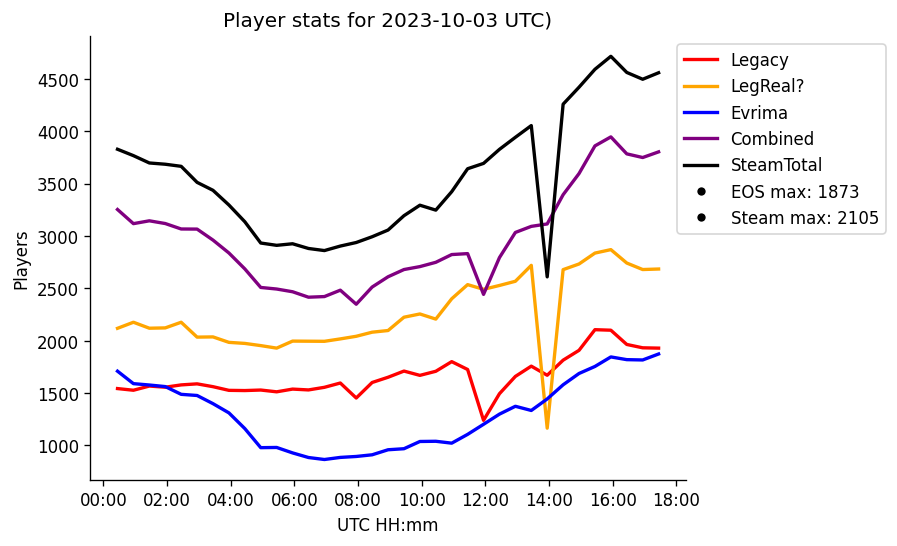 Player stats for 2023-10-03 UTC)
Legacy
LegReal?
Evrima
Combined
SteamTotal
EOS max: 1873
Steam max: 2105
Players
4500
4000
3500
3000
2500
2000
1500
1000
00:00 02:00 04:00 06:00 08:00 10:00 12:00 14:00 16:00 18:00
UTC HH:mm